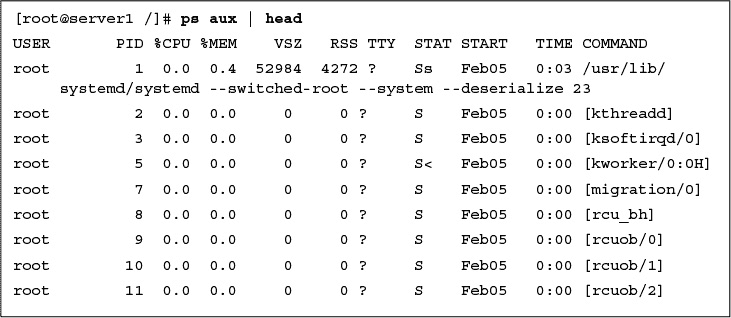 [root@server1 /]# ps aux | head
USER        PID %CPU %MEM    VSZ   RSS TTY   STAT START   TIME COMMAND
root          1  0.0  0.4  52984  4272 ?     Ss   Feb05   0:03 /usr/lib/
    systemd/systemd --switched-root --system --deserialize 23
root          2  0.0  0.0      0     0 ?     S    Feb05   0:00 [kthreadd]
root          3  0.0  0.0      0     0 ?     S    Feb05   0:00 [ksoftirqd/0]
root          5  0.0  0.0      0     0 ?     S<   Feb05   0:00 [kworker/0:0H]
root          7  0.0  0.0      0     0 ?     S    Feb05   0:00 [migration/0]
root          8  0.0  0.0      0     0 ?     S    Feb05   0:00 [rcu_bh]
root          9  0.0  0.0      0     0 ?     S    Feb05   0:00 [rcuob/0]
root         10  0.0  0.0      0     0 ?     S    Feb05   0:00 [rcuob/1]
root         11  0.0  0.0      0     0 ?     S    Feb05   0:00 [rcuob/2]